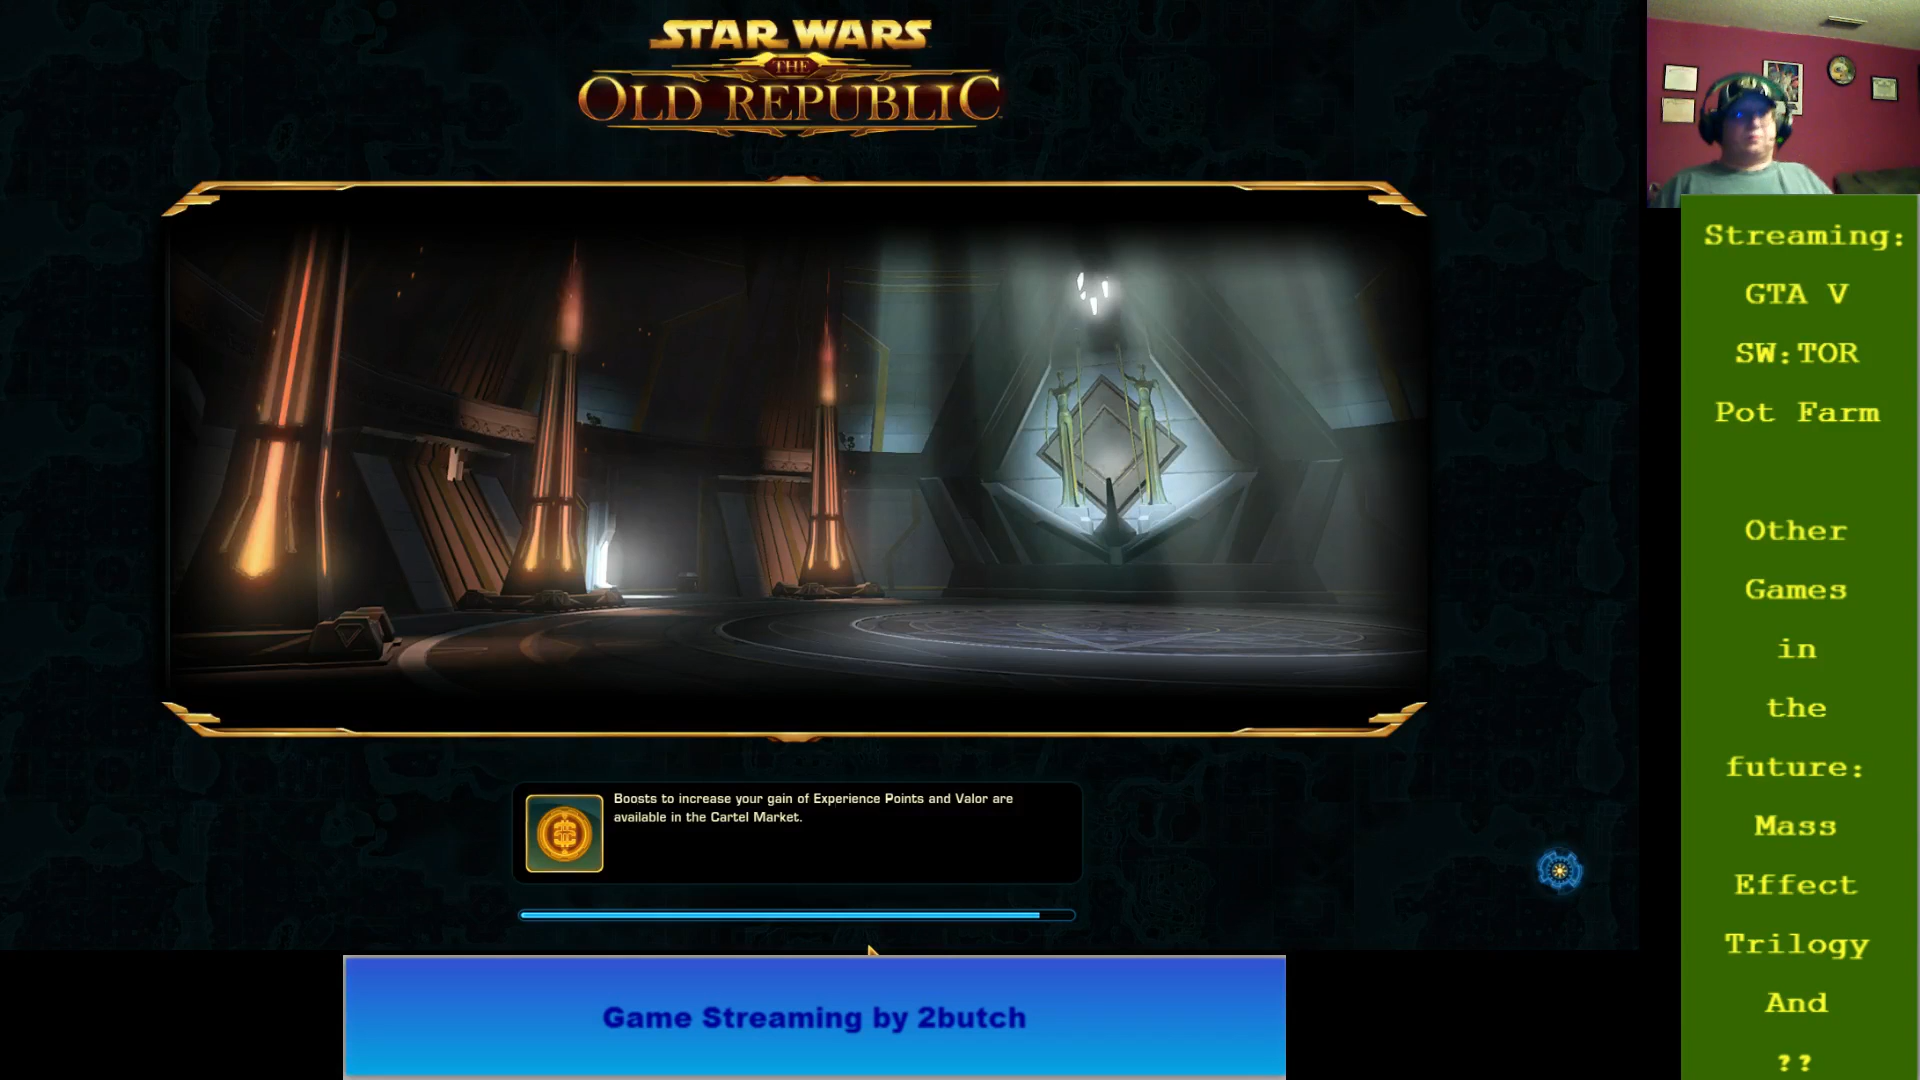 STAR WARS
THE
OLD REPUBLIC
Boosts to increase your gain of Experience Points and Valor are
available in the Cartel Market.
Game Streaming by 2butch
Streaming:
GTA V
SW:TOR
Pot Farm
Other
Games
in
the
future:
Mass
Effect
Trilogy
And
??